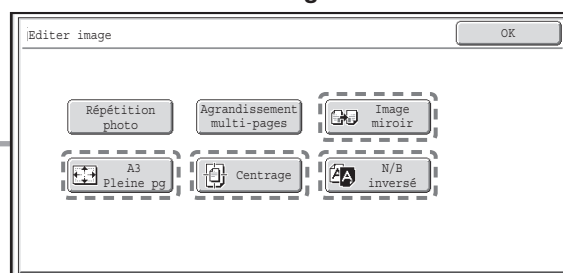 Editer image
OK
Répétition
photo
Agrandissement
multi-pages
Image
miroir
A3
Pleine pg
Centrage
N/B
inversé